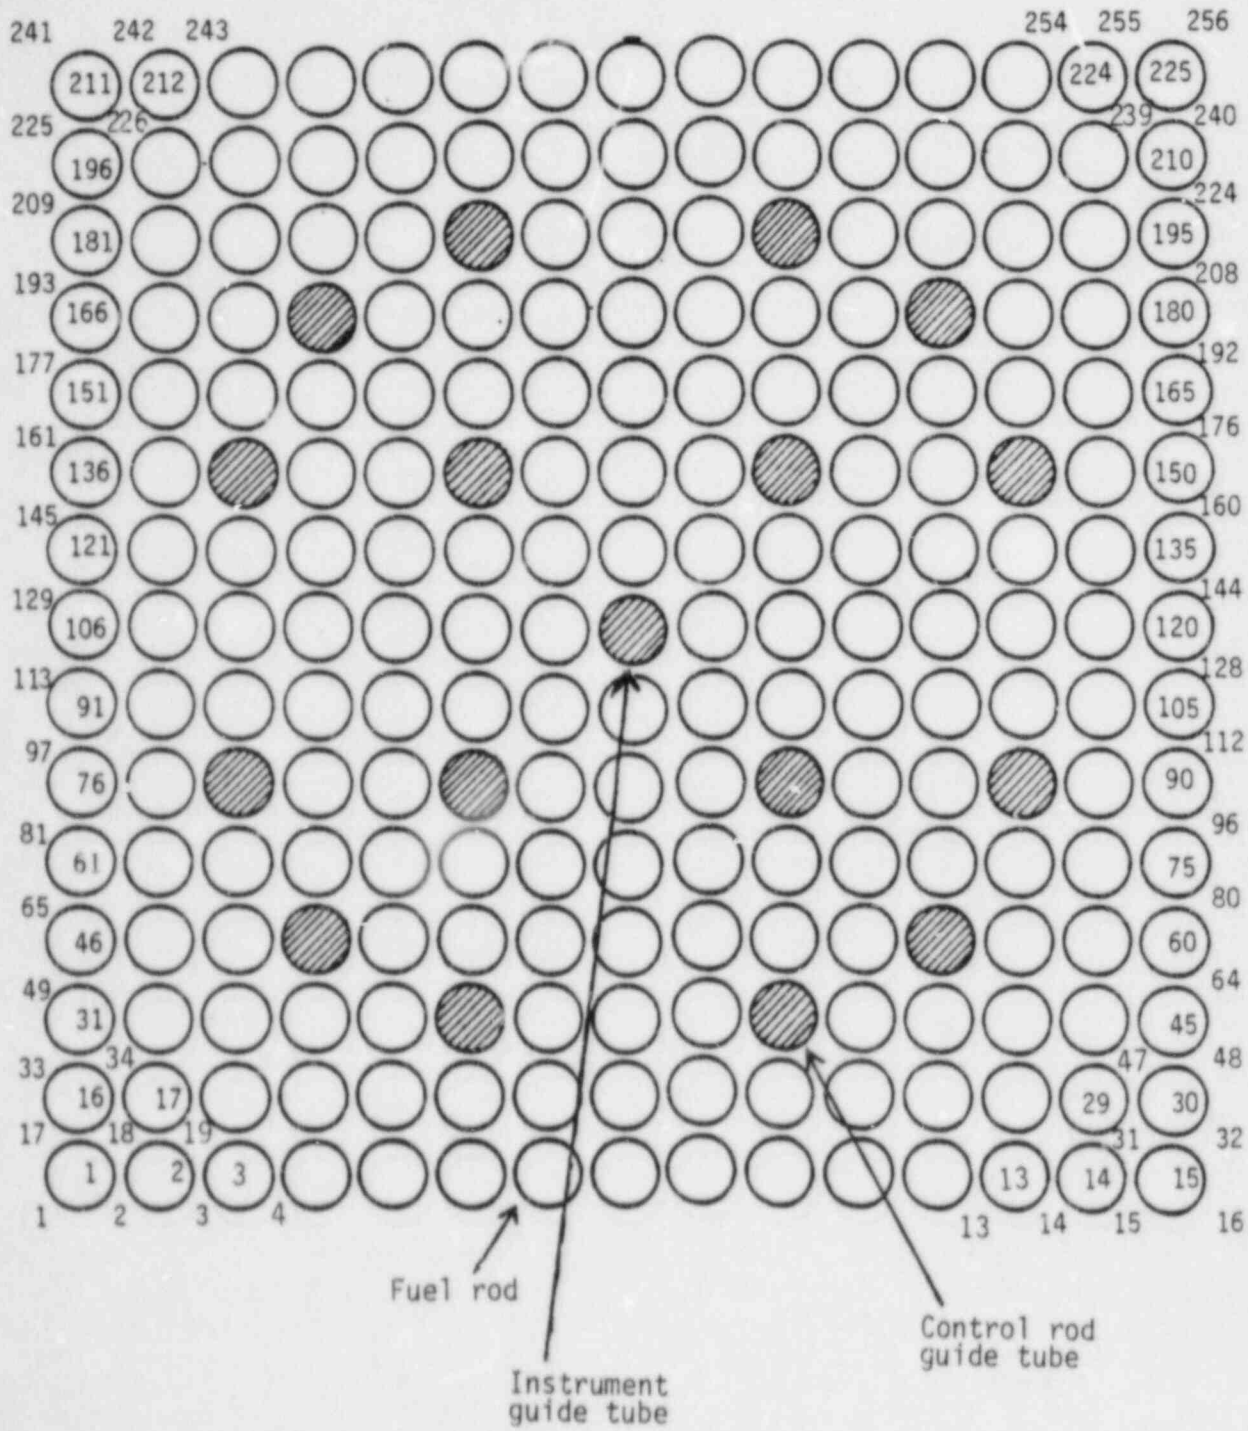 241 242 243 254 255 256
211 212 224 225
225 226 239 240
196 210
209 224
181 195
193 208
166 180
177 192
151 165
161 176
136 150
145 160
121 135
129 144
106 120
113 128
91 105
97 112
76 90
81 96
61 75
65 80
46 60
49 64
31 45
33 34 47 48
16 17 29 30
17 18 19 31 32
1 2 3 13 14 15
1 2 3 4 13 14 15 16
Fuel rod
Control rod
guide tube
Instrument
guide tube